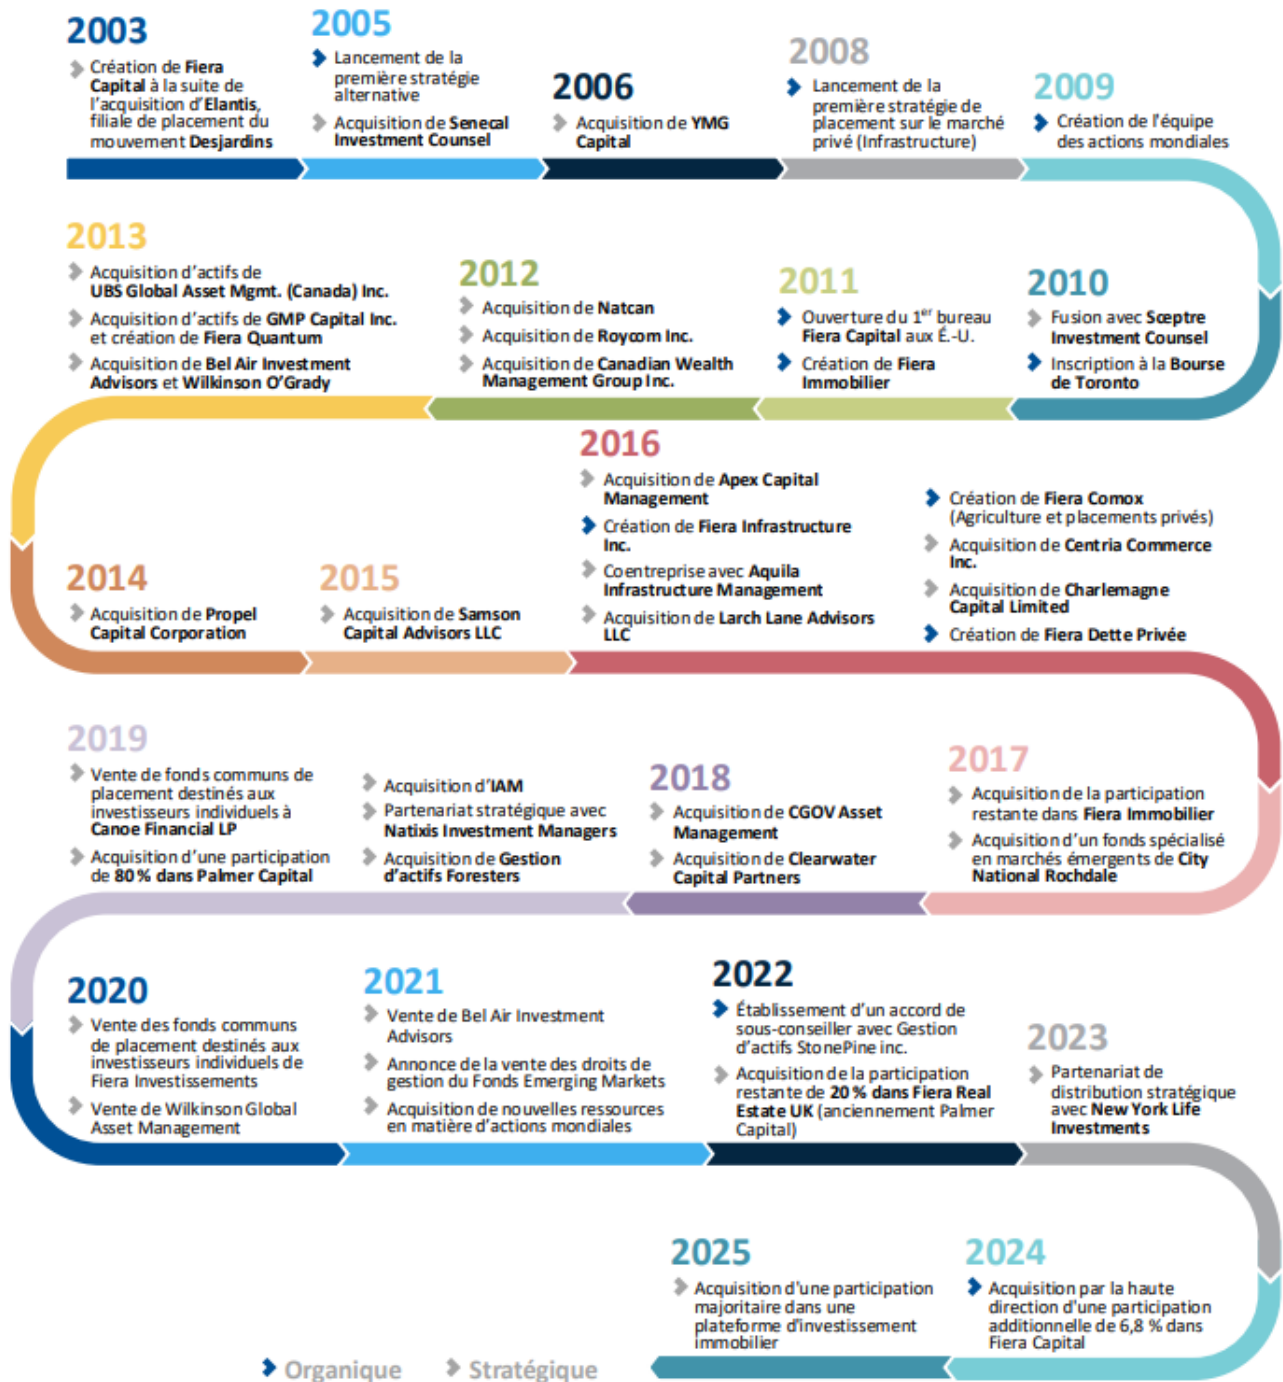 2003
Création de Fiera
Capital à la suite de
l'acquisition d'Elantis,
filiale de placement du
mouvement Desjardins
2005
Lancement de la
première stratégie
alternative
Acquisition de Senecal
Investment Counsel
2006
Acquisition de YMG
Capital
2008
Lancement de la
première stratégie de
placement sur le marché
privé (Infrastructure)
2009
Création de l'équipe
des actions mondiales
2013
Acquisition d'actifs de
UBS Global Asset Mgmt. (Canada) Inc.
Acquisition d'actifs de GMP Capital Inc.
et création de Fiera Quantum
Acquisition de Bel Air Investment
Advisors et Wilkinson O'Grady
2012
Acquisition de Natcan
Acquisition de Roycom Inc.
Acquisition de Canadian Wealth
Management Group Inc.
2011
Ouverture du 1er bureau
Fiera Capital aux É.-U.
Création de Fiera
Immobilier
2010
Fusion avec Sceptre
Investment Counsel
Inscription à la Bourse
de Toronto
2014
Acquisition de Propel
Capital Corporation
2015
Acquisition de Samson
Capital Advisors LLC
2016
Acquisition de Apex Capital
Management
Création de Fiera Infrastructure
Inc.
Coentreprise avec Aquila
Infrastructure Management
Acquisition de Larch Lane Advisors
LLC
Création de Fiera Comox
(Agriculture et placements privés)
Acquisition de Centria Commerce
Inc.
Acquisition de Charlemagne
Capital Limited
Création de Fiera Dette Privée
2019
Vente de fonds communs de
placement destinés aux
investisseurs individuels à
Canoe Financial LP
Acquisition d'une participation
de 80 % dans Palmer Capital
Acquisition d'IAM
Partenariat stratégique avec
Natixis Investment Managers
Acquisition de Gestion
d'actifs Foresters
2018
Acquisition de CGOV Asset
Management
Acquisition de Clearwater
Capital Partners
2017
Acquisition de la participation
restante dans Fiera Immobilier
Acquisition d'un fonds spécialisé
en marchés émergents de City
National Rochdale
2020
Vente des fonds communs
de placement destinés aux
investisseurs individuels de
Fiera Investissements
Vente de Wilkinson Global
Asset Management
2021
Vente de Bel Air Investment
Advisors
Annonce de la vente des droits de
gestion du Fonds Emerging Markets
Acquisition de nouvelles ressources
en matière d'actions mondiales
2022
Établissement d'un accord de
sous-conseiller avec Gestion
d'actifs StonePine inc.
Acquisition de la participation
restante de 20 % dans Fiera Real
Estate UK (anciennement Palmer
Capital)
2023
Partenariat de
distribution stratégique
avec New York Life
Investments
2025
Acquisition d'une participation
majoritaire dans une
plateforme d'investissement
immobilier
2024
Acquisition par la haute
direction d'une participation
additionnelle de 6,8 % dans
Fiera Capital
Organique
Stratégique